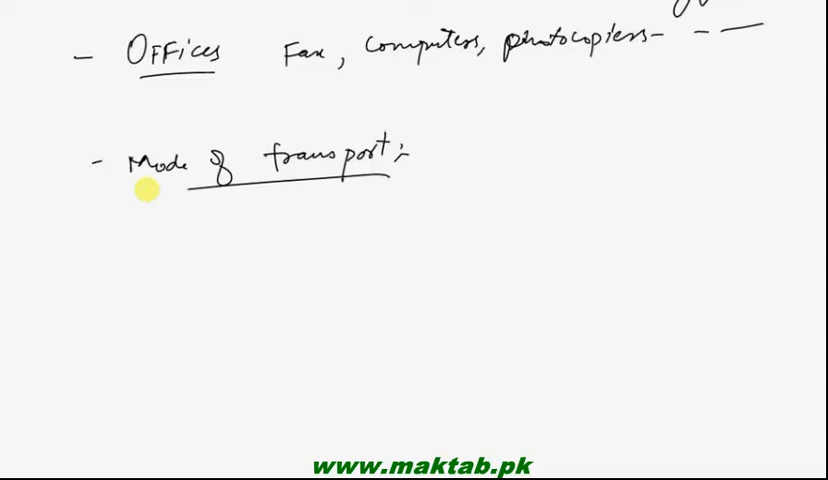 - Offices Fax, Computers, photocopiers- - —
- Mode of transport:-
www.maktab.pk